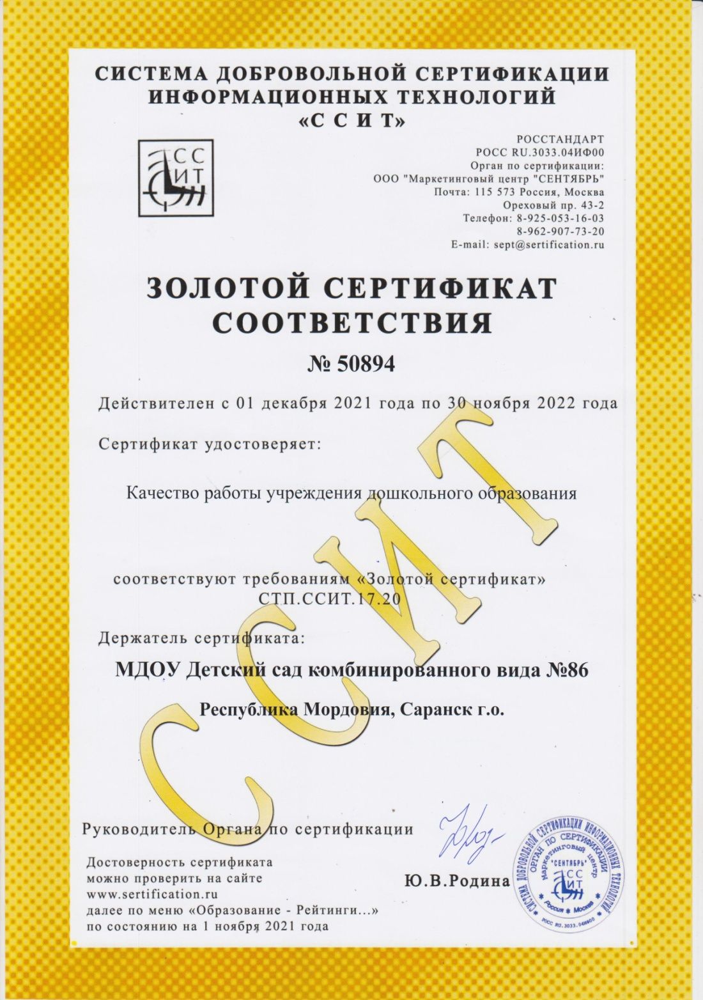 СИСТЕМА ДОБРОВОЛЬНОЙ СЕРТИФИКАЦИИ
ИНФОРМАЦИОННЫХ ТЕХНОЛОГИЙ
«С С И Т»
СС
ИТ
РОССТАНДАРТ
РОСС RU.3033.04ИФ00
Орган по сертификации:
ООО "Маркетинговый центр "СЕНТЯБРЬ"
Почта: 115 573 Россия, Москва
Ореховый пр. 43-2
Телефон: 8-925-053-16-03
8-962-907-73-20
E-mail: sept@sertification.ru
ЗОЛОТОЙ СЕРТИФИКАТ
СООТВЕТСТВИЯ
№ 50894
Действителен с 01 декабря 2021 года по 30 ноября 2022 года
Сертификат удостоверяет:
Качество работы учреждения дошкольного образования
соответствуют требованиям «Золотой сертификат»
СТП.ССИТ.17.20
Держатель сертификата:
МДОУ Детский сад комбинированного вида №86
Республика Мордовия, Саранск г.о.
ССИТ
Руководитель Органа по сертификации
Ю.В.Родина
Достоверность сертификата
можно проверить на сайте
www.sertification.ru
далее по меню «Образование - Рейтинги...»
по состоянию на 1 ноября 2021 года
СИСТЕМА ДОБРОВОЛЬНОЙ СЕРТИФИКАЦИИ ИНФОРМАЦИОННЫХ ТЕХНОЛОГИЙ
ОРГАН ПО СЕРТИФИКАЦИИ
Маркетинговый центр
"СЕНТЯБРЬ"
СС
ИТ
Россия * Москва
РОСС RU.3033.04ИФ00